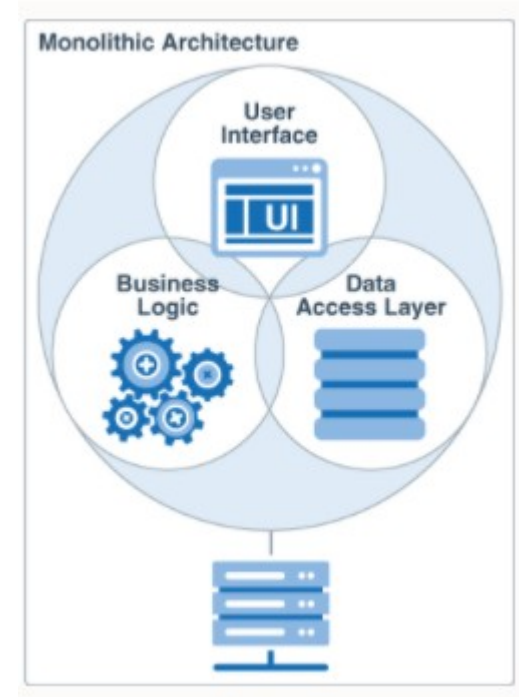 Monolithic Architecture
User
Interface
UI
Business
Logic
Data
Access Layer